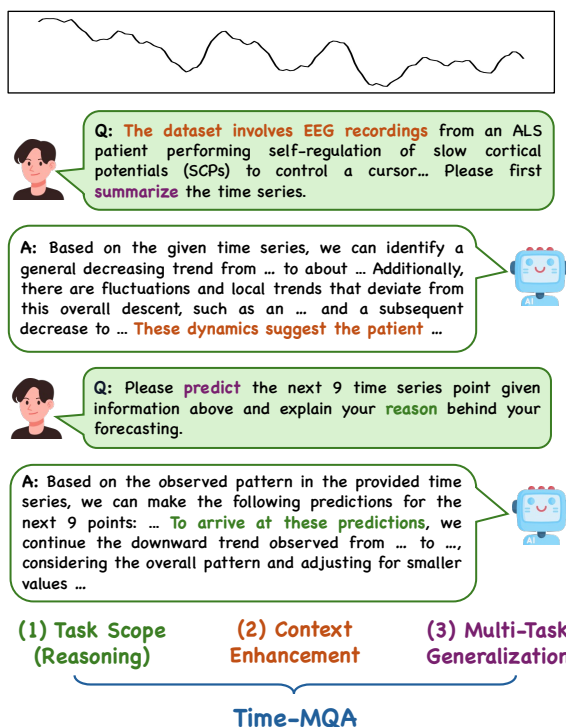 Q: The dataset involves EEG recordings from an ALS
patient performing self-regulation of slow cortical
potentials (SCPs) to control a cursor... Please first
summarize the time series.
A: Based on the given time series, we can identify a
general decreasing trend from ... to about ... Additionally,
there are fluctuations and local trends that deviate from
this overall descent, such as an ... and a subsequent
decrease to ... These dynamics suggest the patient ...
AI
Q: Please predict the next 9 time series point given
information above and explain your reason behind your
forecasting.
A: Based on the observed pattern in the provided time
series, we can make the following predictions for the
next 9 points: ... To arrive at these predictions, we
continue the downward trend observed from ... to ...,
considering the overall pattern and adjusting for smaller
values ...
AI
(1) Task Scope
(Reasoning)
(2) Context
Enhancement
(3) Multi-Task
Generalization
Time-MQA